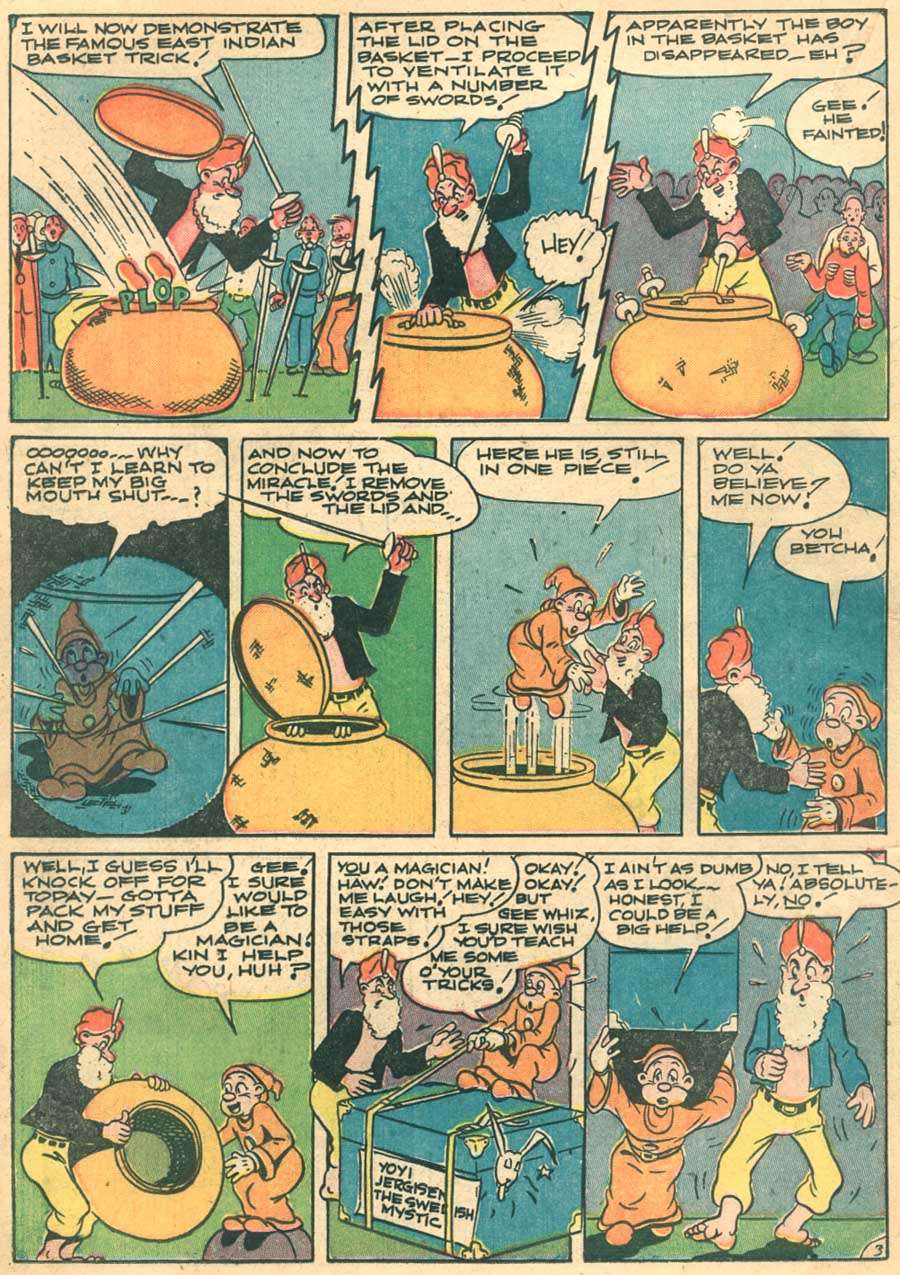 I WILL NOW DEMONSTRATE
THE FAMOUS EAST INDIAN
BASKET TRICK!
PLOP
AFTER PLACING
THE LID ON THE
BASKET—I PROCEED
TO VENTILATE IT
WITH A NUMBER
OF SWORDS!
HEY!!
APPARENTLY THE BOY
IN THE BASKET HAS
DISAPPEARED—EH?
GEE!
HE
FAINTED!
OOOOOOO--- WHY
CAN'T I LEARN TO
KEEP MY BIG
MOUTH SHUT---?
AND NOW TO
CONCLUDE THE
MIRACLE! I REMOVE
THE SWORDS AND
THE LID AND...
HERE HE IS, STILL
IN ONE PIECE!
WELL!
DO YA
BELIEVE
ME NOW?
YOU
BETCHA!
WELL, I GUESS I'LL
KNOCK OFF FOR
TODAY—GOTTA
PACK MY STUFF
AND GET
HOME!
GEE!
I SURE
WOULD
LIKE TO
BE A
MAGICIAN!
KIN I HELP
YOU, HUH?
YOU A MAGICIAN!
HAW! DON'T MAKE
ME LAUGH! HEY!
EASY WITH
THOSE
STRAPS!
OKAY!
OKAY!
BUT
GEE WHIZ,
I SURE WISH
YOU'D TEACH
ME SOME
O' YOUR
TRICKS!
YOYI
JERGISEN
THE SWEDISH
MYSTIC
I AIN'T AS DUMB
AS I LOOK--
HONEST, I
COULD BE A
BIG HELP!
NO, I TELL
YA! ABSOLUTE-
LY, NO!
3